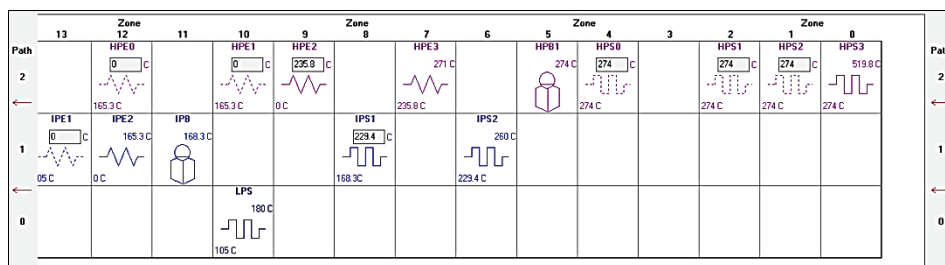 Zone Zone Zone Zone
13 12 11 10 9 8 7 6 5 4 3 2 1 0
Path Pat
HPE0 HPE1 HPE2 HPE3 HPB1 HPS0 HPS1 HPS2 HPS3
0 C 0 C 235.8 C 271 C 274 C 274 C 274 C 274 C 519.8 C
2 2
165.3 C 165.3 C 0 C 235.8 C 274 C 274 C 274 C 274 C
IPE1 IPE2 IPB IPS1 IPS2
0 C 165.3 C 168.3 C 229.4 C 260 C
1 1
05 C 0 C 168.3C 229.4 C
LPS
180 C
0 0
105 C